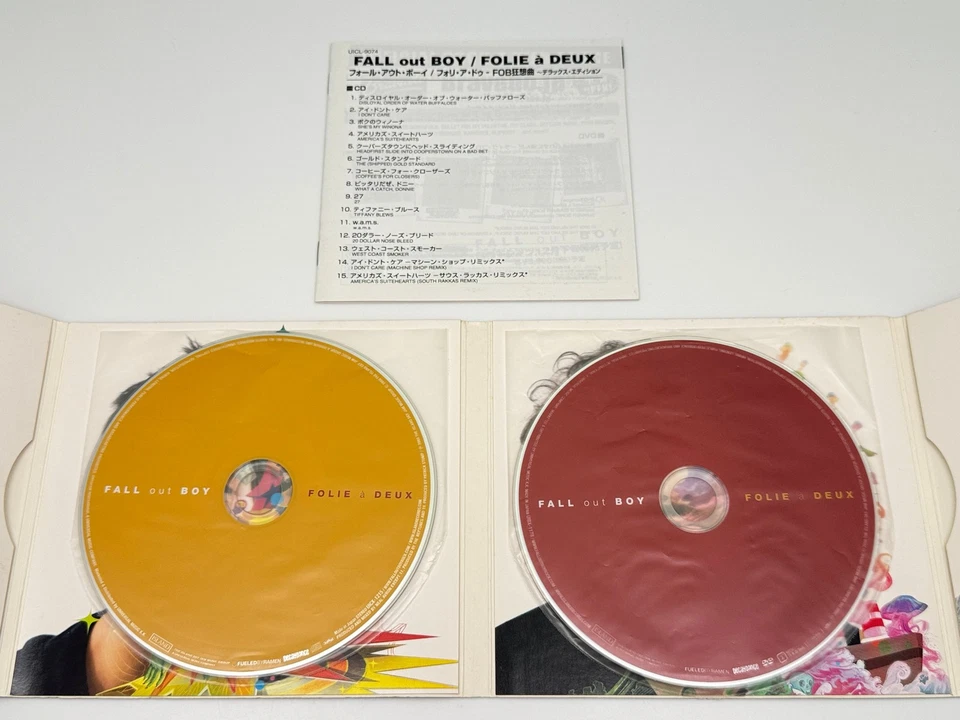 UICL-9074
FALL out BOY / FOLIE à DEUX
フォール・アウト・ボーイ / フォリ・ア・ドゥ - FOB狂想曲 ~デラックス・エディション
■CD
1. ディスロイヤル・オーダー・オブ・ウォーター・バッファローズ
DISLOYAL ORDER OF WATER BUFFALOES
2. アイ・ドント・ケア
I DON'T CARE
3. ボクのウィノーナ
SHE'S MY WINONA
4. アメリカズ・スイートハーツ
AMERICA'S SUITEHEARTS
5. クーパーズタウンにヘッド・スライディング
HEADFIRST SLIDE INTO COOPERSTOWN ON A BAD BET
6. ゴールド・スタンダード
THE (SHIPPED) GOLD STANDARD
7. コーヒーズ・フォー・クローザーズ
(COFFEE'S FOR CLOSERS)
8. ピッタリだぜ、ドニー
WHAT A CATCH, DONNIE
9. 27
27
10. ティファニー・ブルース
TIFFANY BLEWS
11. w.a.m.s.
w.a.m.s.
12. 20ダラー・ノーズ・ブリード
20 DOLLAR NOSE BLEED
13. ウェスト・コースト・スモーカー
WEST COAST SMOKER
14. アイ・ドント・ケア -マシーン・ショップ・リミックス*
I DON'T CARE (MACHINE SHOP REMIX)
15. アメリカズ・スイートハーツ -サウス・ラッカス・リミックス*
AMERICA'S SUITEHEARTS (SOUTH RAKKAS REMIX)
FALL out BOY
FOLIE à DEUX
FUELED BY RAMEN
FALL out BOY
FOLIE à DEUX
FUELED BY RAMEN